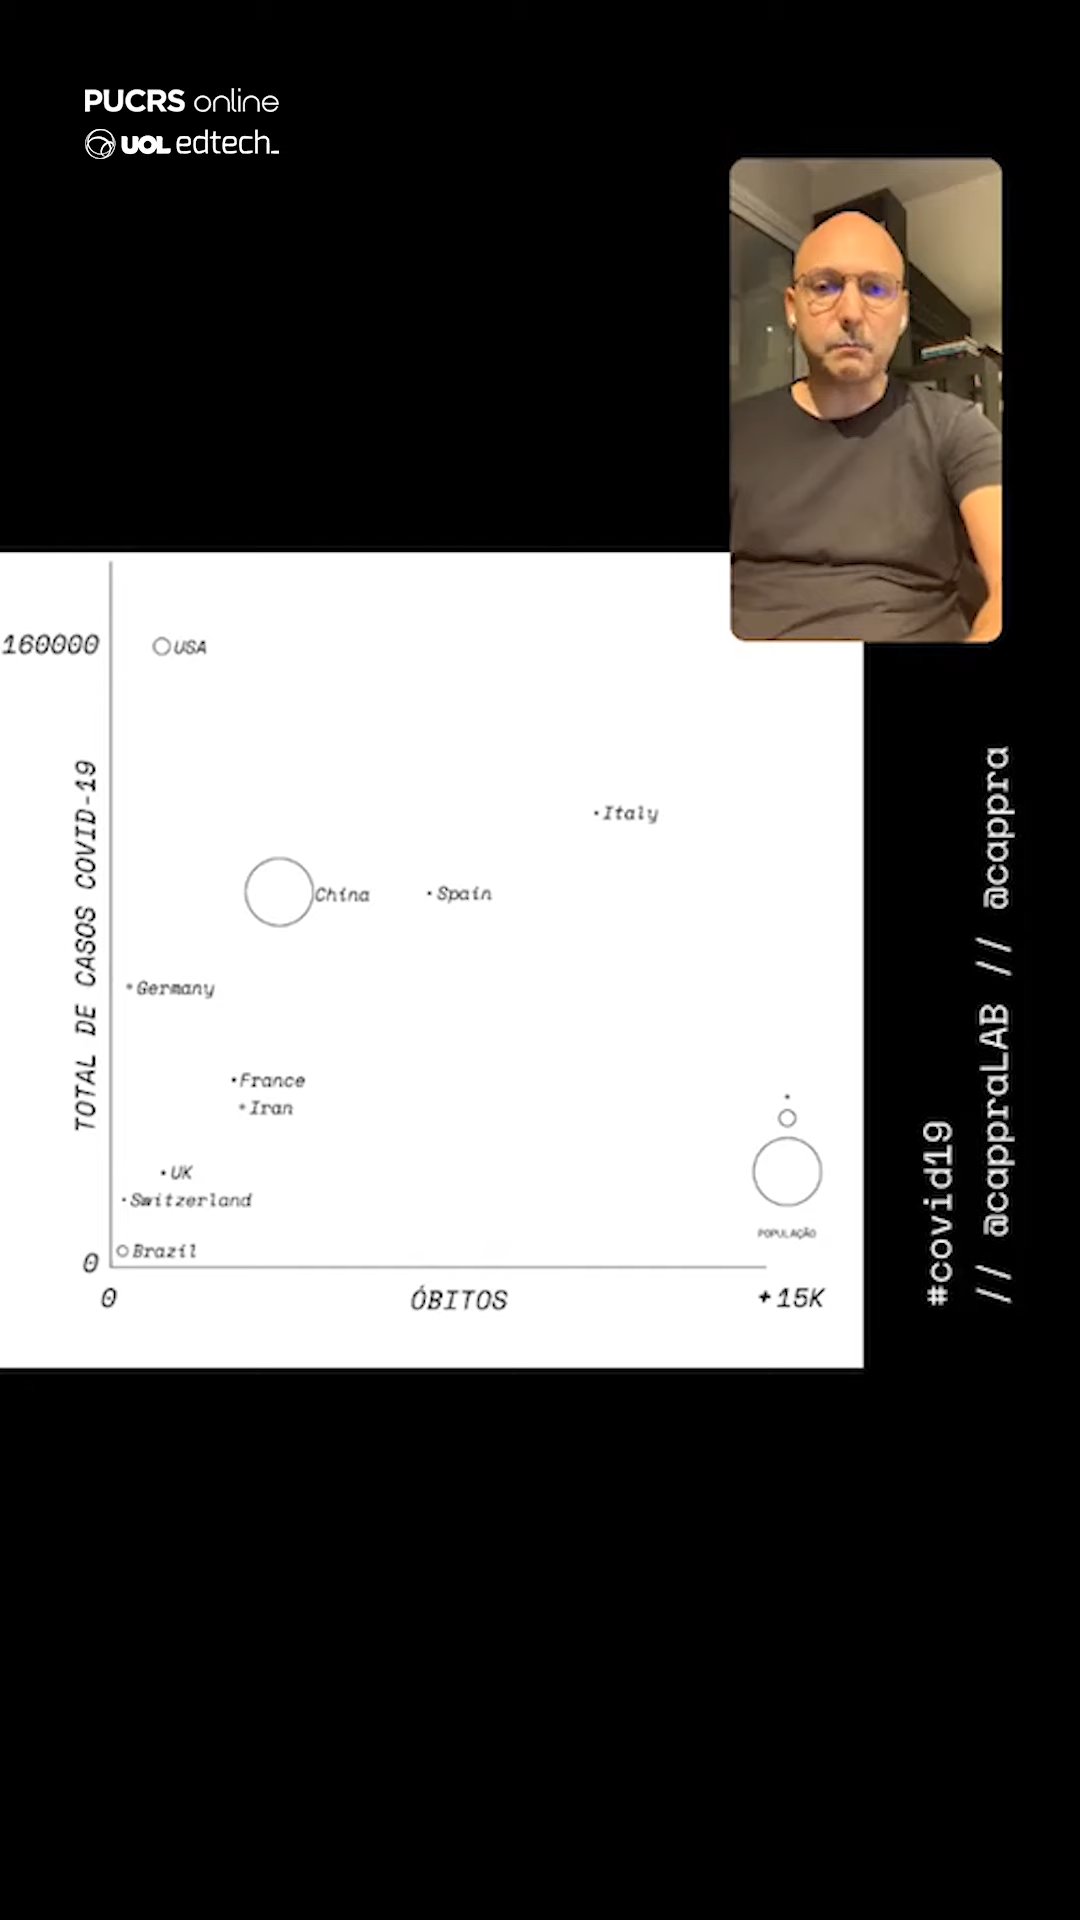 PUCRS online
UOL edtech_
160000
USA
TOTAL DE CASOS COVID-19
Italy
China
Spain
Germany
France
Iran
UK
Switzerland
Brazil
POPULAÇÃO
0
0
ÓBITOS
+15K
#covid19
// @cappraLAB // @cappra